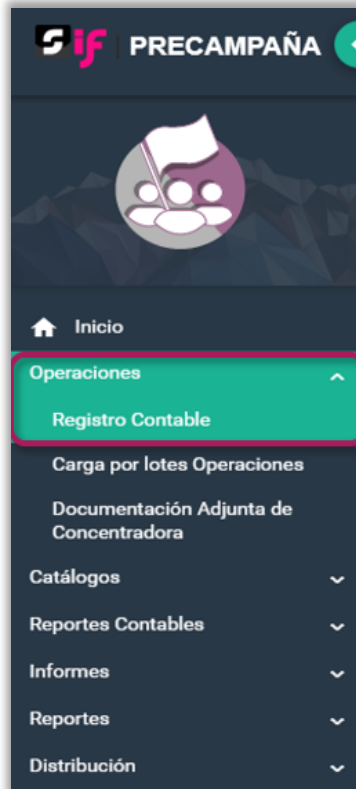 Sif PRECAMPAÑA
Inicio
Operaciones
Registro Contable
Carga por lotes Operaciones
Documentación Adjunta de
Concentradora
Catálogos
Reportes Contables
Informes
Reportes
Distribución